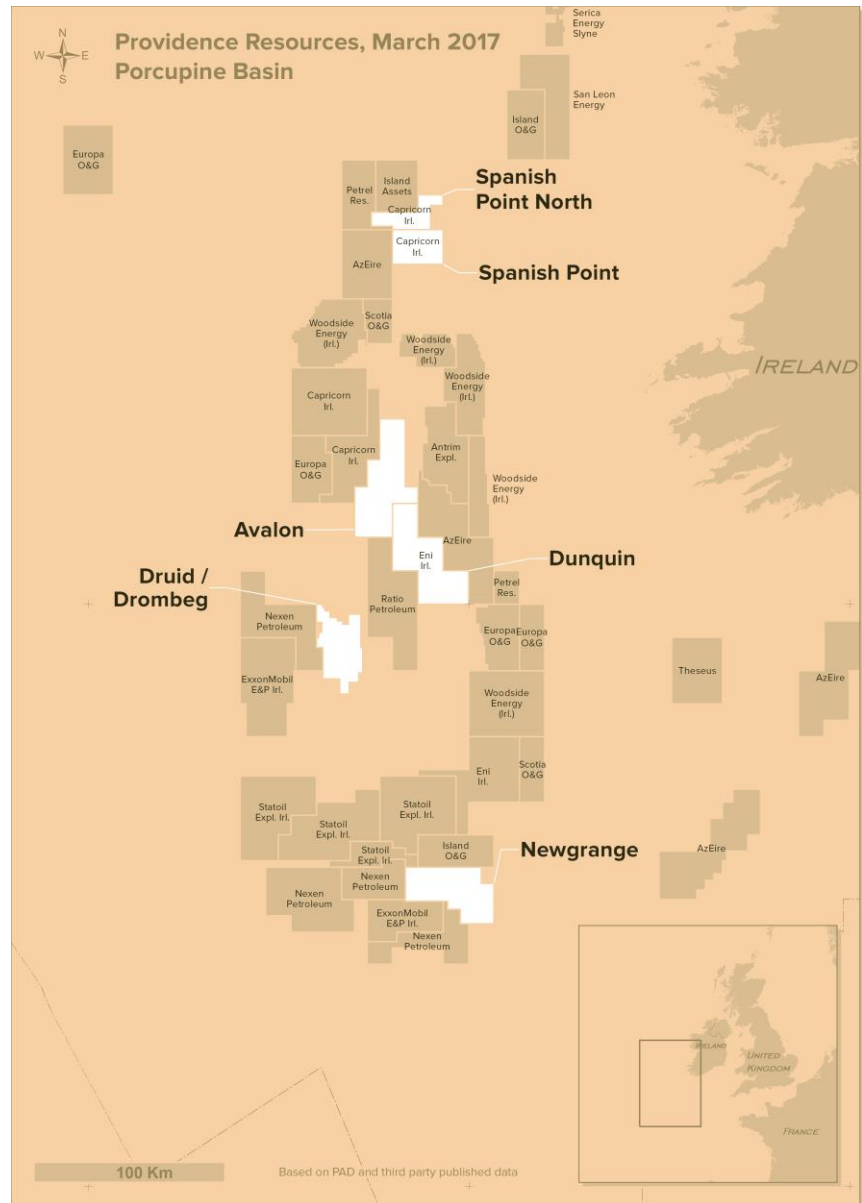 Providence Resources, March 2017
Porcupine Basin
N
W
E
S
Serica
Energy
Slyne
San Leon
Energy
Island
O&G
Europa
O&G
Petrel
Res.
Island
Assets
Capricorn
Irl.
Spanish
Point North
Capricorn
Irl.
Spanish Point
AzEire
Woodside
Energy
(Irl.)
Scotia
O&G
Woodside
Energy
(Irl.)
Woodside
Energy
(Irl.)
IRELAND
Capricorn
Irl.
Europa
O&G
Capricorn
Irl.
Antrim
Expl.
Woodside
Energy
(Irl.)
Avalon
AzEire
Eni
Irl.
Dunquin
Druid /
Drombeg
Petrel
Res.
Ratio
Petroleum
Nexen
Petroleum
Europa
O&G
Europa
O&G
ExxonMobil
E&P Irl.
Theseus
AzEire
Woodside
Energy
(Irl.)
Eni
Irl.
Scotia
O&G
Statoil
Expl. Irl.
Statoil
Expl. Irl.
Statoil
Expl. Irl.
Statoil
Expl. Irl.
Island
O&G
Newgrange
AzEire
Nexen
Petroleum
Nexen
Petroleum
ExxonMobil
E&P Irl.
Nexen
Petroleum
IRELAND
UNITED
KINGDOM
FRANCE
100 Km
Based on PAD and third party published data